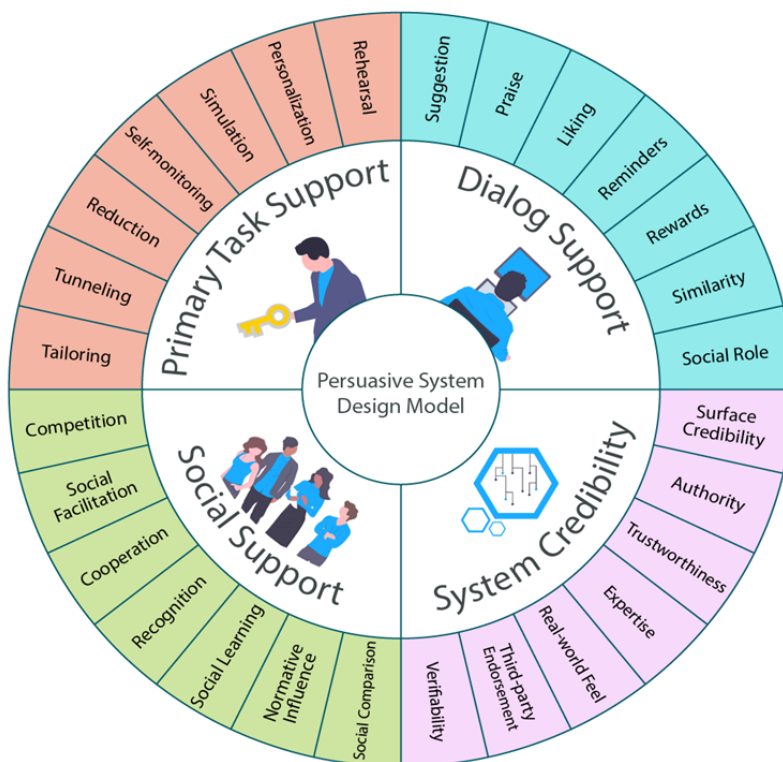 Persuasive System
Design Model
Primary Task Support
Tailoring
Tunneling
Reduction
Self-monitoring
Simulation
Personalization
Rehearsal
Dialog Support
Suggestion
Praise
Liking
Reminders
Rewards
Similarity
Social Role
System Credibility
Surface
Credibility
Authority
Trustworthiness
Expertise
Real-world Feel
Third-party
Endorsement
Verifiability
Social Support
Competition
Social
Facilitation
Cooperation
Recognition
Social Learning
Normative
Influence
Social Comparison